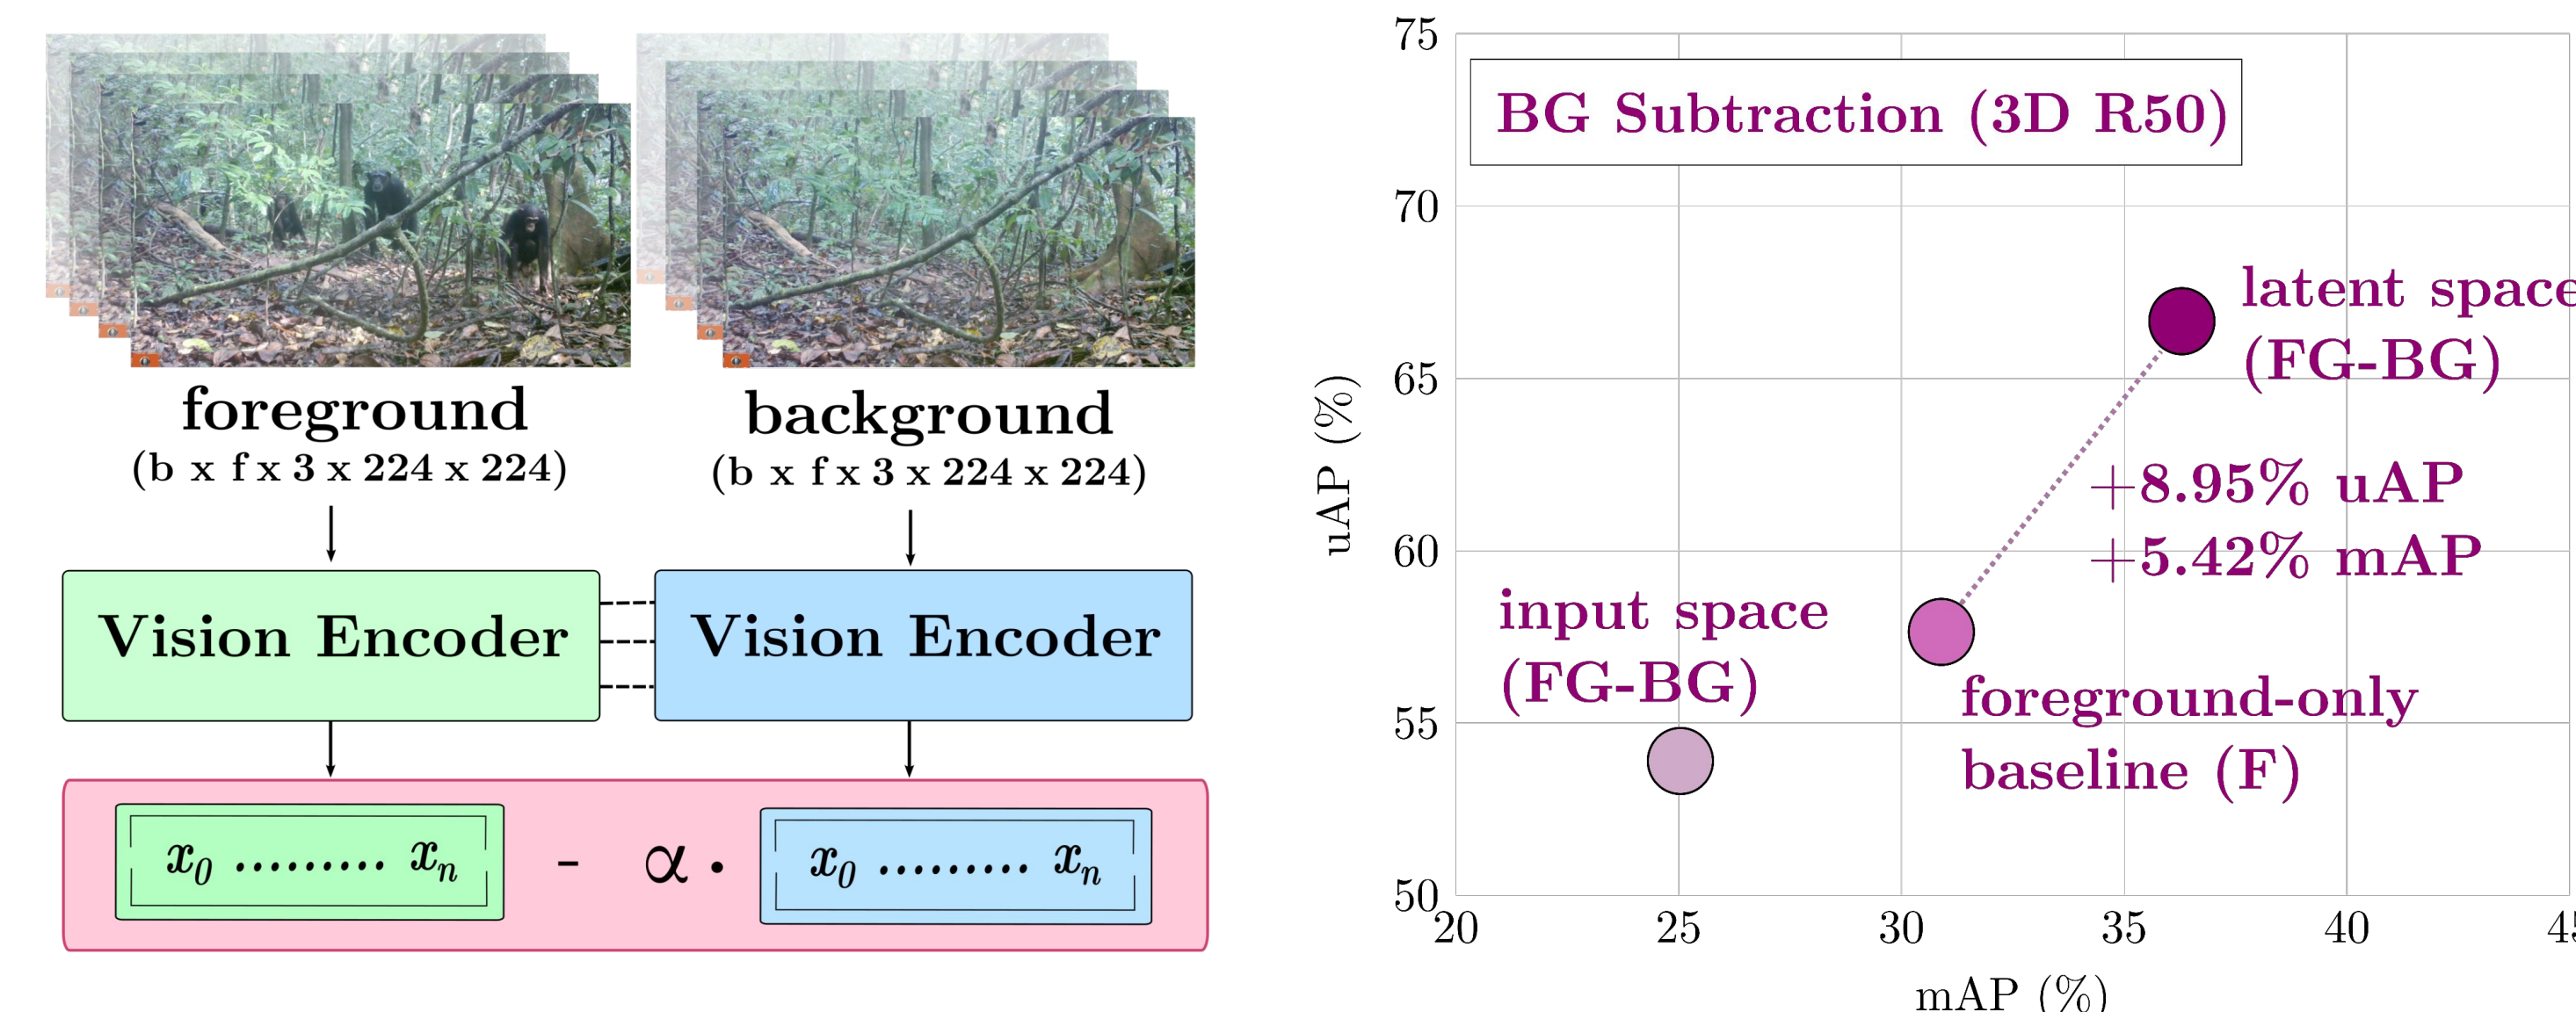 foreground
(b x f x 3 x 224 x 224)
background
(b x f x 3 x 224 x 224)
Vision Encoder
Vision Encoder
x0 ......... xn
- α ·
x0 ......... xn
BG Subtraction (3D R50)
75
70
65
60
55
50
uAP (%)
latent space
(FG-BG)
+8.95% uAP
+5.42% mAP
input space
(FG-BG)
foreground-only
baseline (F)
20
25
30
35
40
45
mAP (%)